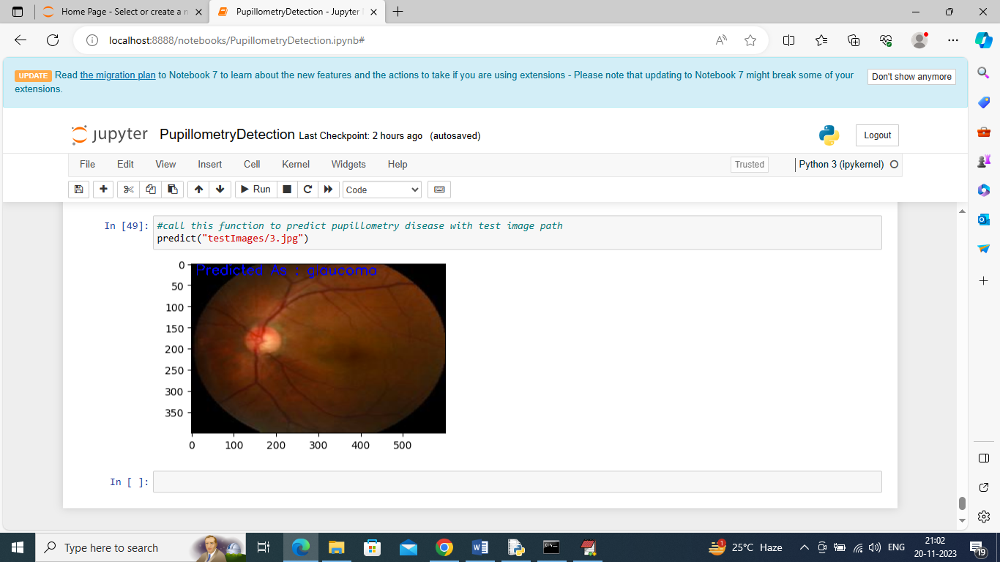 Home Page - Select or create a n
PupillometryDetection - Jupyter
localhost:8888/notebooks/PupillometryDetection.ipynb#
UPDATE Read the migration plan to Notebook 7 to learn about the new features and the actions to take if you are using extensions - Please note that updating to Notebook 7 might break some of your
extensions.
Don't show anymore
jupyter PupillometryDetection Last Checkpoint: 2 hours ago (autosaved)
Logout
File Edit View Insert Cell Kernel Widgets Help
Trusted
Python 3 (ipykernel)
Run
Code
In [49]: #call this function to predict pupillometry disease with test image path
predict("testImages/3.jpg")
Predicted As : glaucoma
0
50
100
150
200
250
300
350
0 100 200 300 400 500
In [ ]:
Type here to search
1
25°C Haze
ENG
21:02
20-11-2023
19